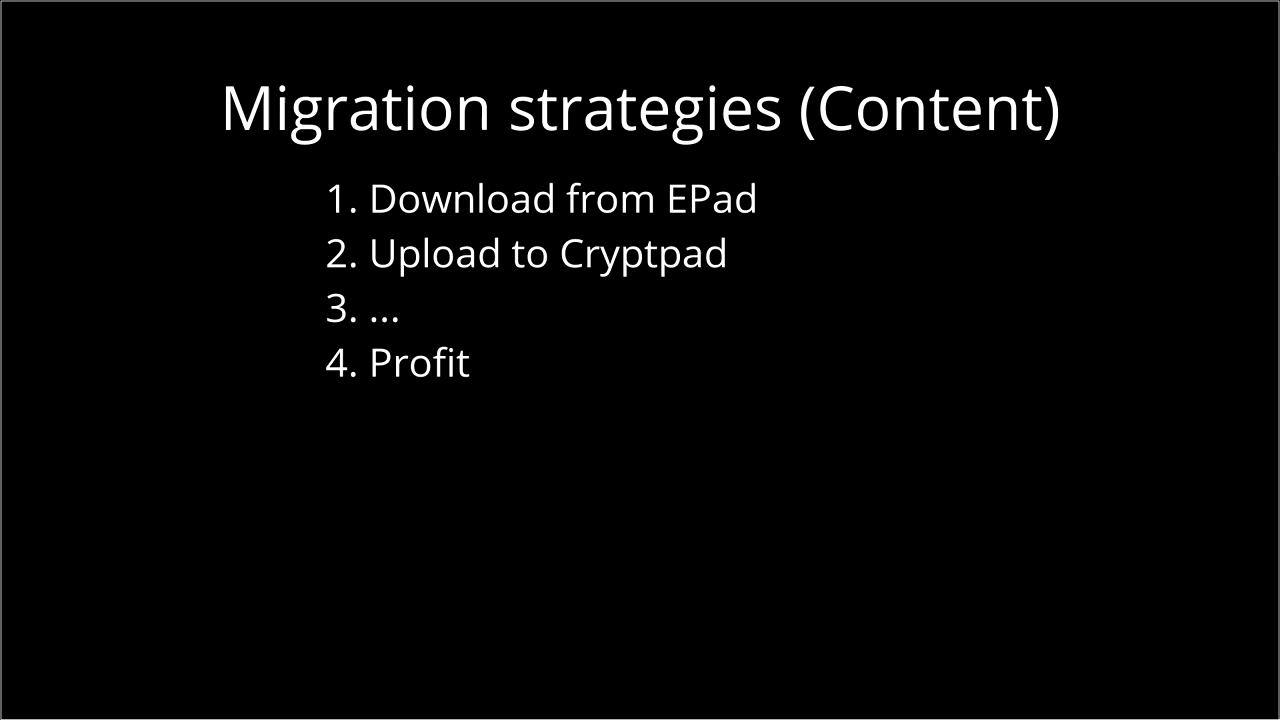 Migration strategies (Content)
1. Download from EPad
2. Upload to Cryptpad
3. ...
4. Profit